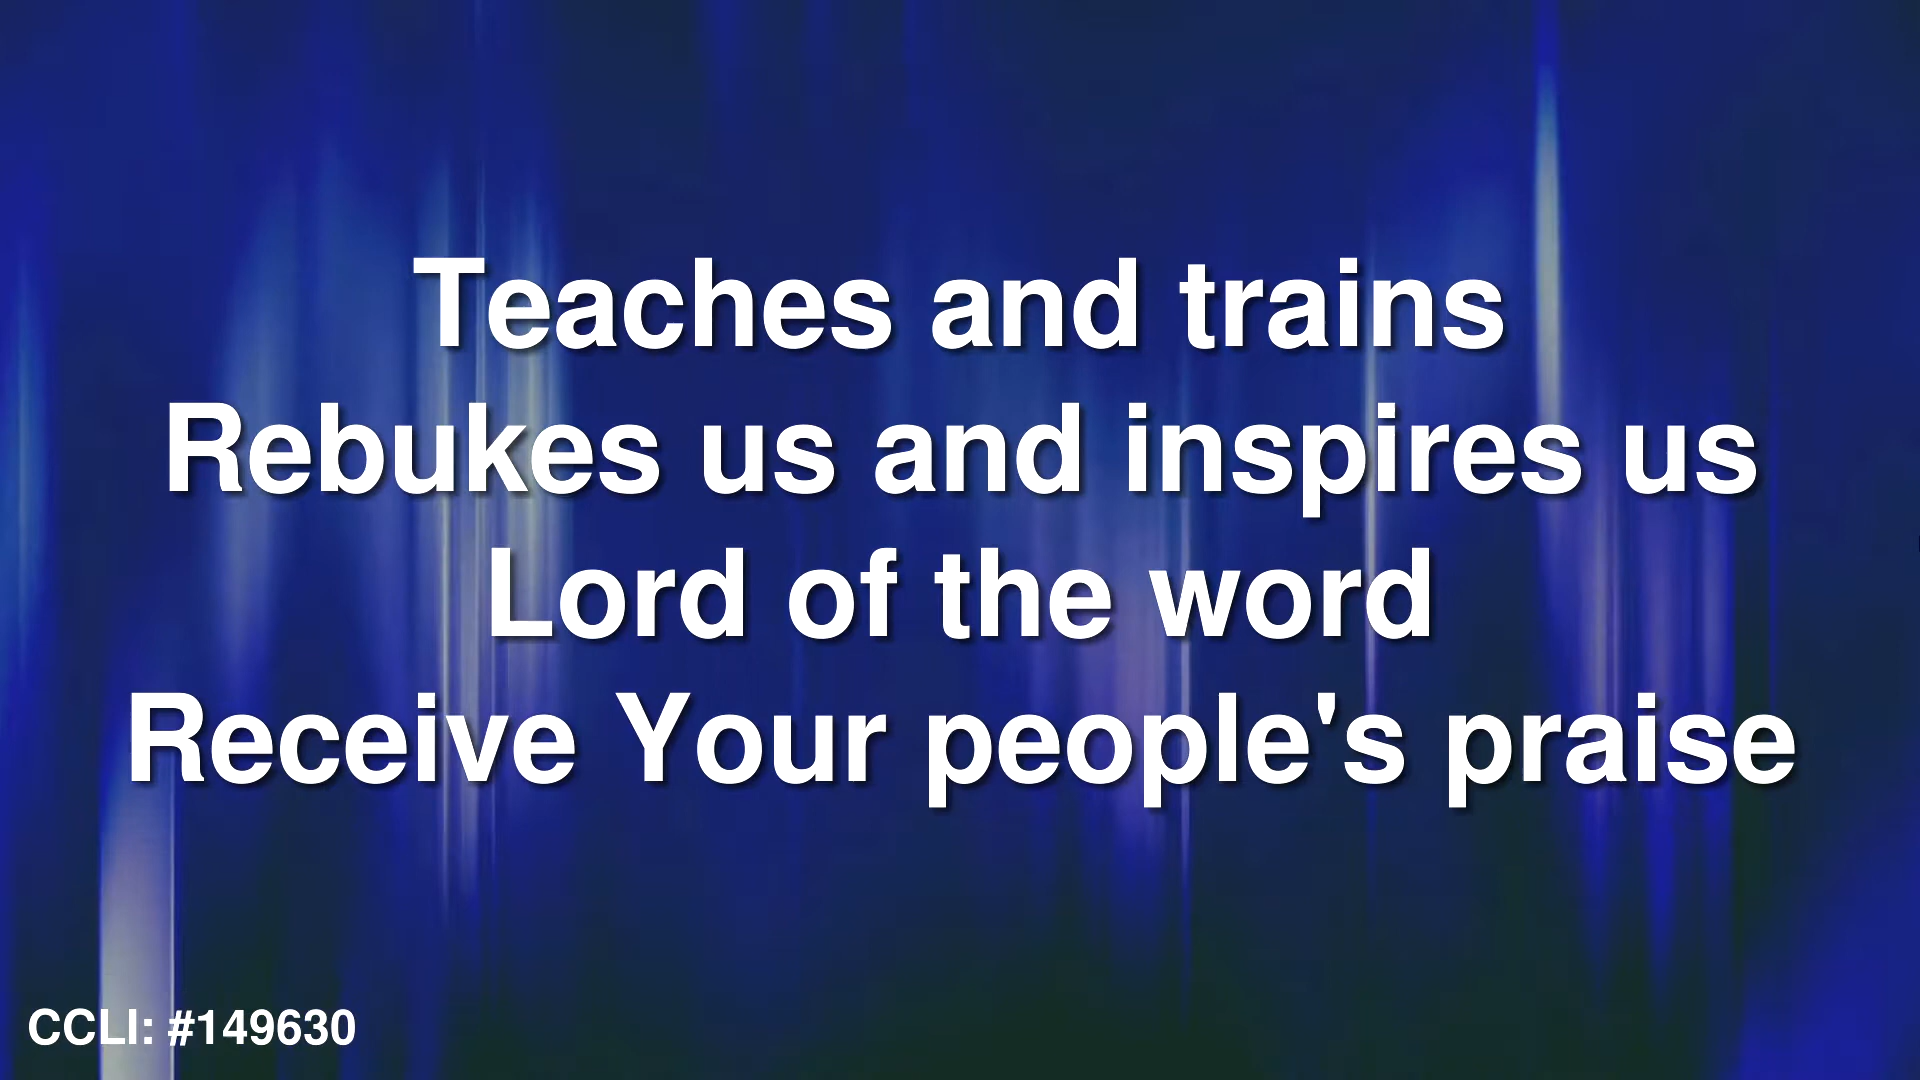 Teaches and trains
Rebukes us and inspires us
Lord of the word
Receive Your people's praise
CCLI: #149630